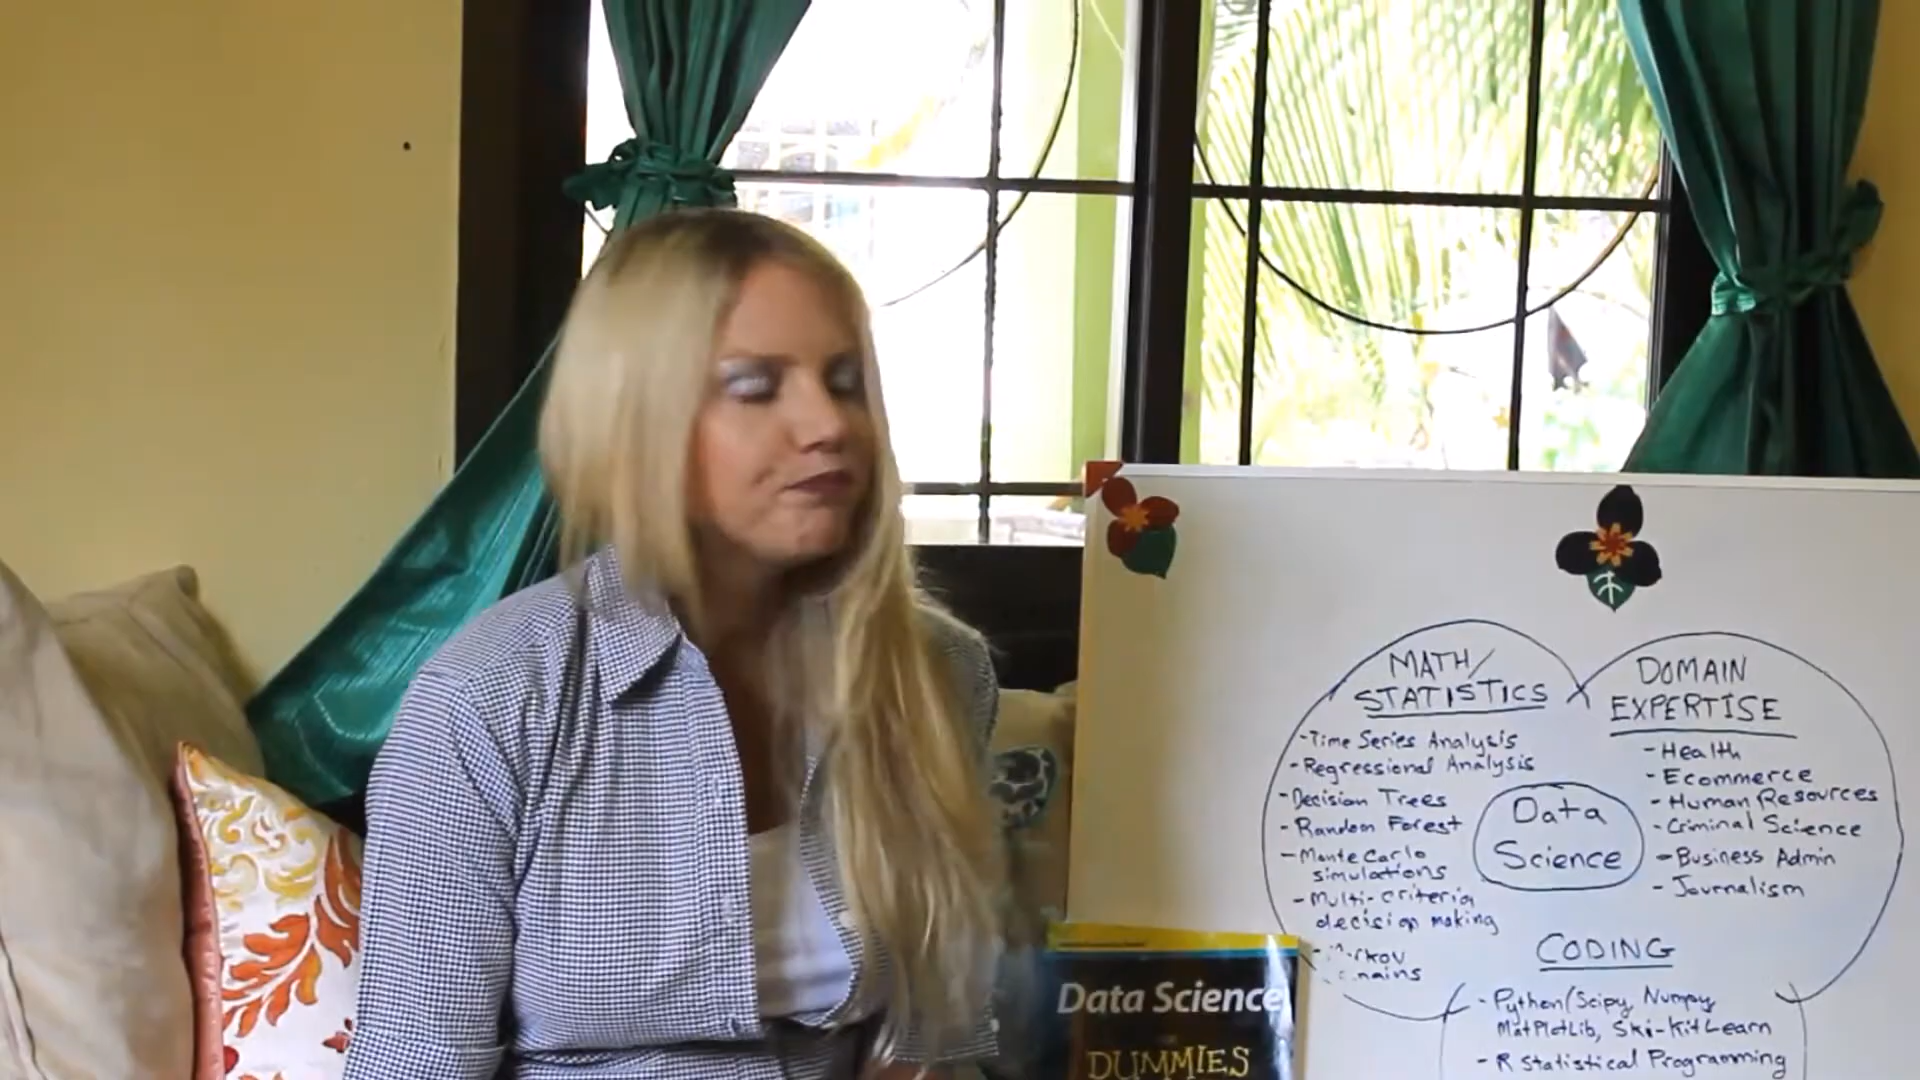 MATH/
STATISTICS
- Time Series Analysis
- Regressional Analysis
- Decision Trees
- Random Forest
- Monte Carlo
simulations
- Multi-criteria
decision making
DOMAIN
EXPERTISE
- Health
- Ecommerce
- Human Resources
- Criminal Science
- Business Admin
- Journalism
Data
Science
CODING
- Python/Scipy, Numpy
MatPlotLib, Ski-KitLearn
- R Statistical Programming
Data Science
DUMMIES